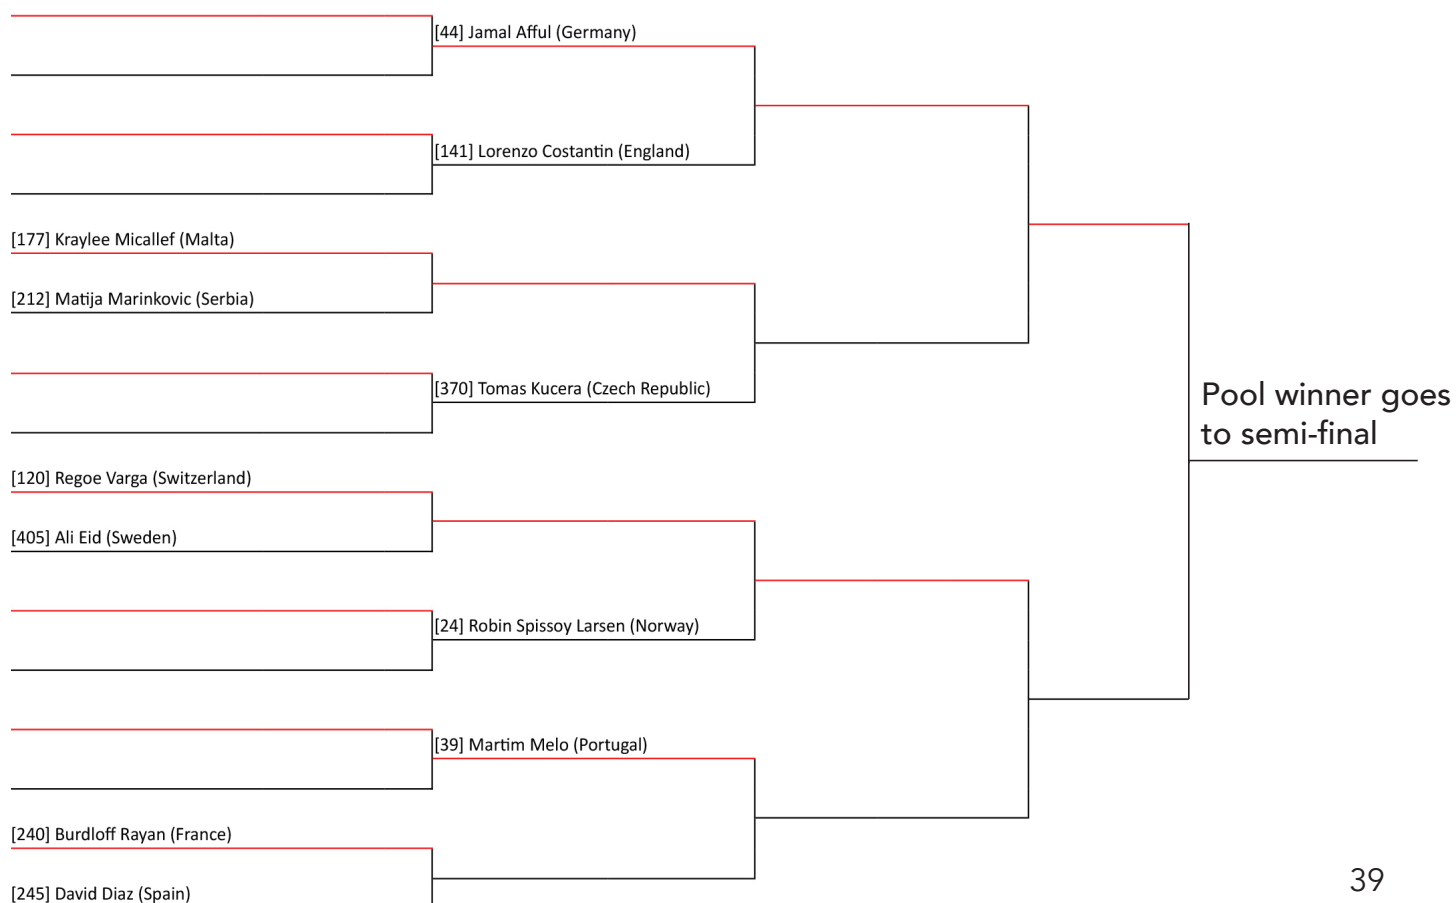 [44] Jamal Afful (Germany)
[141] Lorenzo Costantin (England)
[177] Kraylee Micallef (Malta)
[212] Matija Marinkovic (Serbia)
[370] Tomas Kucera (Czech Republic)
Pool winner goes
to semi-final
[120] Regoe Varga (Switzerland)
[405] Ali Eid (Sweden)
[24] Robin Spissoy Larsen (Norway)
[39] Martim Melo (Portugal)
[240] Burdloff Rayan (France)
[245] David Diaz (Spain)
39